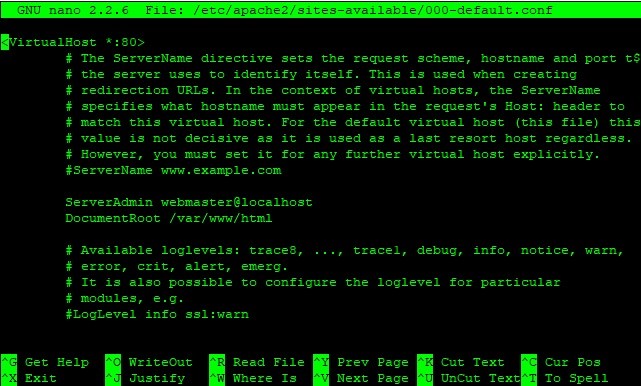 GNU nano 2.2.6 File: /etc/apache2/sites-available/000-default.conf
<VirtualHost *:80>
# The ServerName directive sets the request scheme, hostname and port t$
# the server uses to identify itself. This is used when creating
# redirection URLs. In the context of virtual hosts, the ServerName
# specifies what hostname must appear in the request's Host: header to
# match this virtual host. For the default virtual host (this file) this
# value is not decisive as it is used as a last resort host regardless.
# However, you must set it for any further virtual host explicitly.
#ServerName www.example.com
ServerAdmin webmaster@localhost
DocumentRoot /var/www/html
# Available loglevels: trace8, ..., trace1, debug, info, notice, warn,
# error, crit, alert, emerg.
# It is also possible to configure the loglevel for particular
# modules, e.g.
#LogLevel info ssl:warn
^G Get Help ^O WriteOut ^R Read File ^Y Prev Page ^K Cut Text ^C Cur Pos
^X Exit ^J Justify ^W Where Is ^V Next Page ^U UnCut Text ^T To Spell